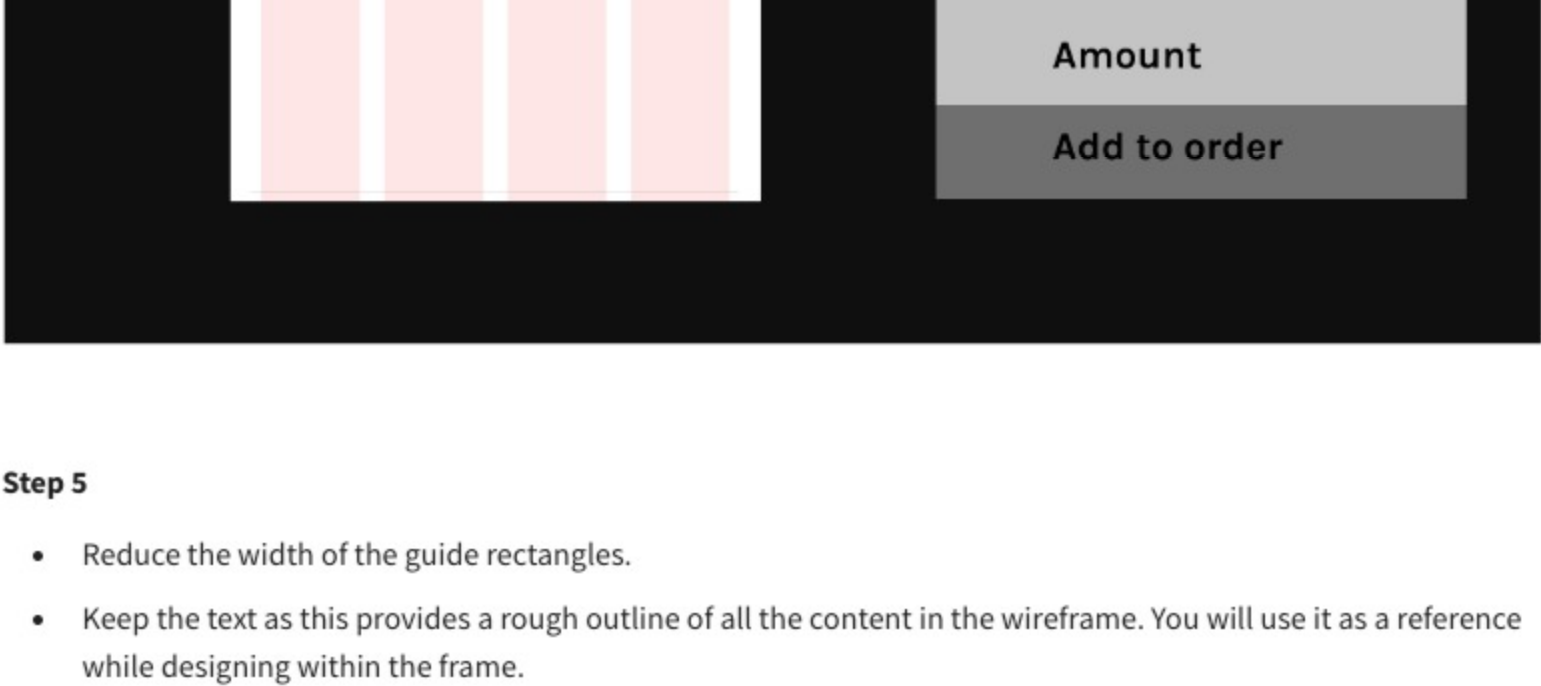 Amount
Add to order
Step 5
• Reduce the width of the guide rectangles.
• Keep the text as this provides a rough outline of all the content in the wireframe. You will use it as a reference
while designing within the frame.